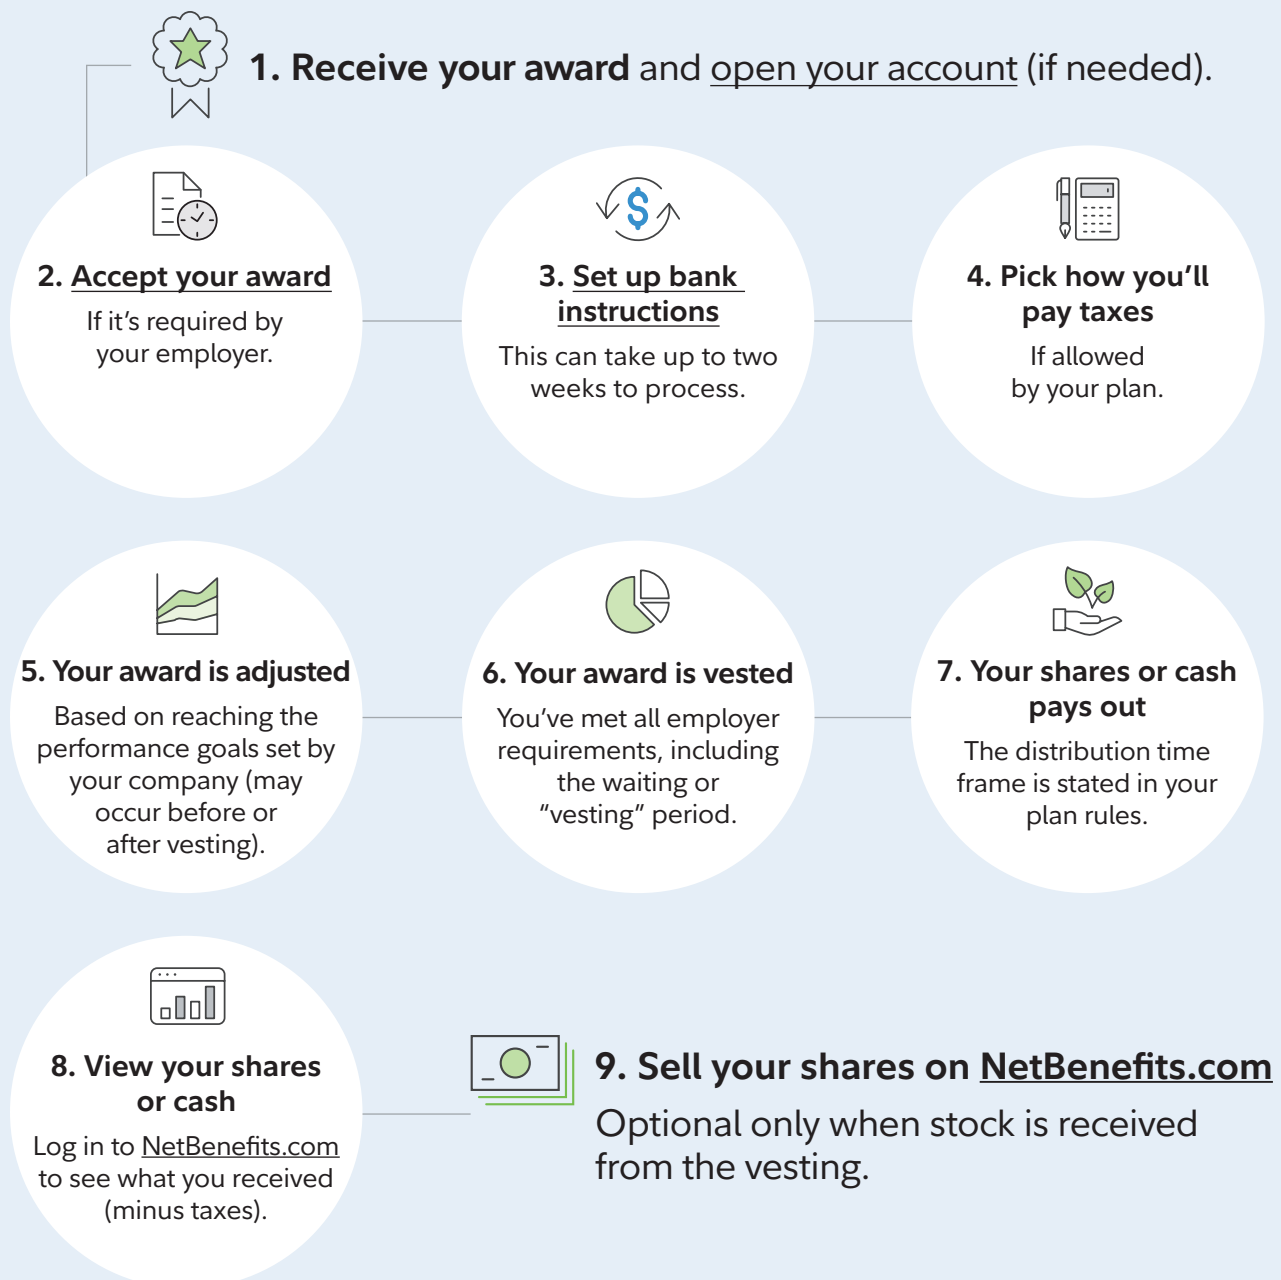 1. Receive your award and open your account (if needed).
2. Accept your award
If it's required by
your employer.
3. Set up bank
instructions
This can take up to two
weeks to process.
4. Pick how you'll
pay taxes
If allowed
by your plan.
5. Your award is adjusted
Based on reaching the
performance goals set by
your company (may
occur before or
after vesting).
6. Your award is vested
You've met all employer
requirements, including
the waiting or
"vesting" period.
7. Your shares or cash
pays out
The distribution time
frame is stated in your
plan rules.
8. View your shares
or cash
Log in to NetBenefits.com
to see what you received
(minus taxes).
9. Sell your shares on NetBenefits.com
Optional only when stock is received
from the vesting.